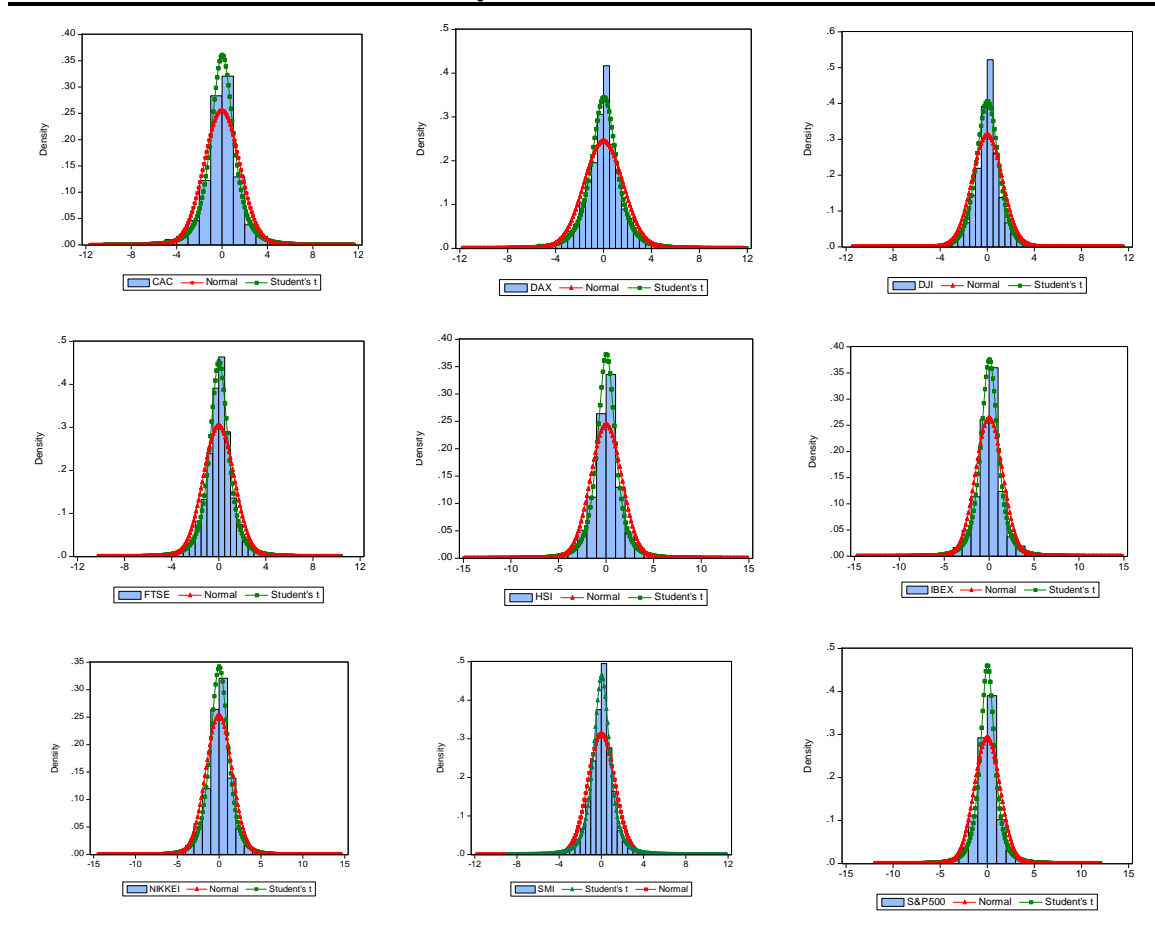 .40
.35
.30
.25
.20
.15
.10
.05
.00
Density
-12 -8 -4 0 4 8 12
CAC Normal Student's t
.5
.4
.3
.2
.1
.0
Density
-12 -8 -4 0 4 8 12
DAX Normal Student's t
.6
.5
.4
.3
.2
.1
.0
Density
-12 -8 -4 0 4 8 12
DJI Normal Student's t
.5
.4
.3
.2
.1
.0
Density
-12 -8 -4 0 4 8 12
FTSE Normal Student's t
.40
.35
.30
.25
.20
.15
.10
.05
.00
Density
-15 -10 -5 0 5 10 15
HSI Normal Student's t
.40
.35
.30
.25
.20
.15
.10
.05
.00
Density
-15 -10 -5 0 5 10 15
IBEX Normal Student's t
.35
.30
.25
.20
.15
.10
.05
.00
Density
-15 -10 -5 0 5 10 15
NIKKEI Normal Student's t
.5
.4
.3
.2
.1
.0
Density
-12 -8 -4 0 4 8 12
SMI Student's t Normal
.5
.4
.3
.2
.1
.0
Density
-15 -10 -5 0 5 10 15
S&P500 Normal Student's t